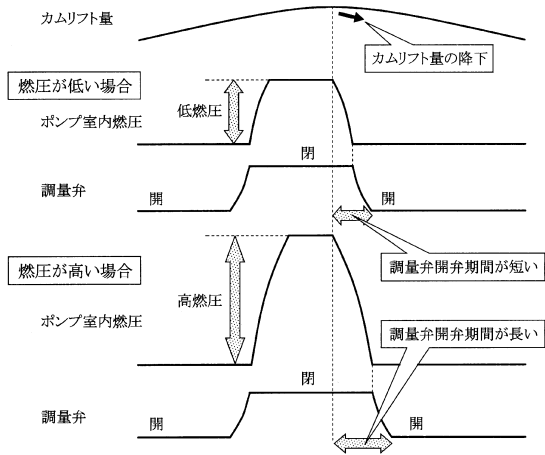 カムリフト量
カムリフト量の降下
燃圧が低い場合
低燃圧
ポンプ室内燃圧
閉
調量弁
開
開
調量弁開弁期間が短い
燃圧が高い場合
高燃圧
ポンプ室内燃圧
調量弁開弁期間が長い
閉
調量弁
開
開